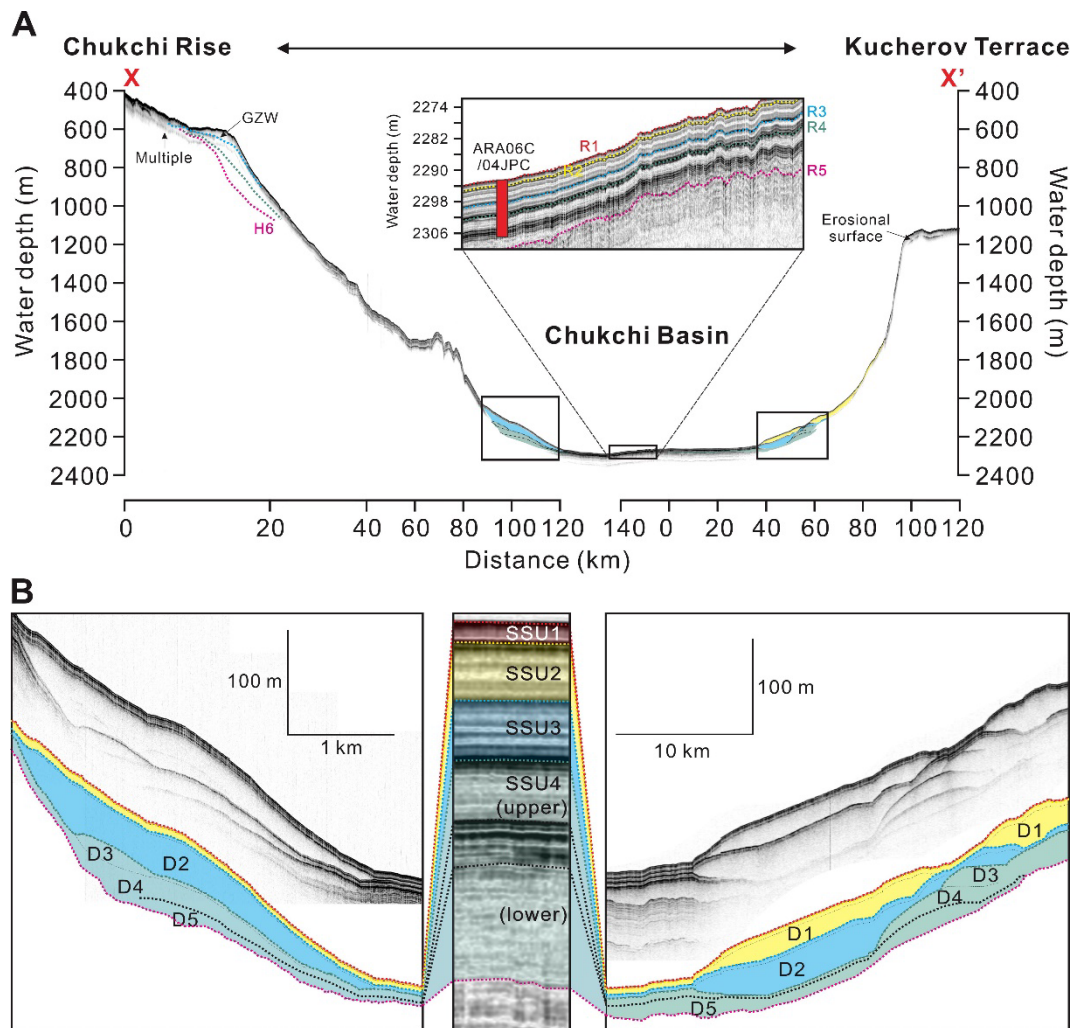 A
Chukchi Rise
Kucherov Terrace
X
X'
400
600
800
1000
1200
1400
1600
1800
2000
2200
2400
Water depth (m)
GZW
Multiple
H6
2274
2282
2290
2298
2306
Water depth (m)
ARA06C
/04JPC
R1
R2
R3
R4
R5
Erosional
surface
Chukchi Basin
400
600
800
1000
1200
1400
1600
1800
2000
2200
2400
Water depth (m)
0 20 80 100 120 140 0 20 40 60 80 100 120
Distance (km)
B
100 m
1 km
D3
D2
D4
D5
SSU1
SSU2
SSU3
SSU4
(upper)
(lower)
100 m
10 km
D1
D3
D4
D1
D2
D5